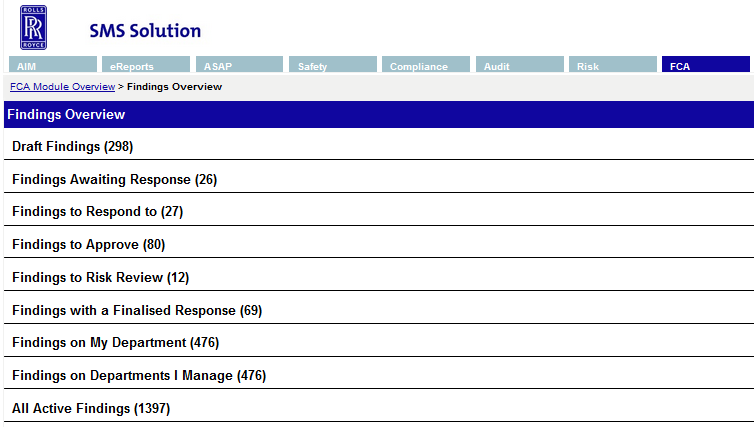 ROLLS
RR
ROYCE
SMS Solution
AIM eReports ASAP Safety Compliance Audit Risk FCA
FCA Module Overview > Findings Overview
Findings Overview
Draft Findings (298)
Findings Awaiting Response (26)
Findings to Respond to (27)
Findings to Approve (80)
Findings to Risk Review (12)
Findings with a Finalised Response (69)
Findings on My Department (476)
Findings on Departments I Manage (476)
All Active Findings (1397)